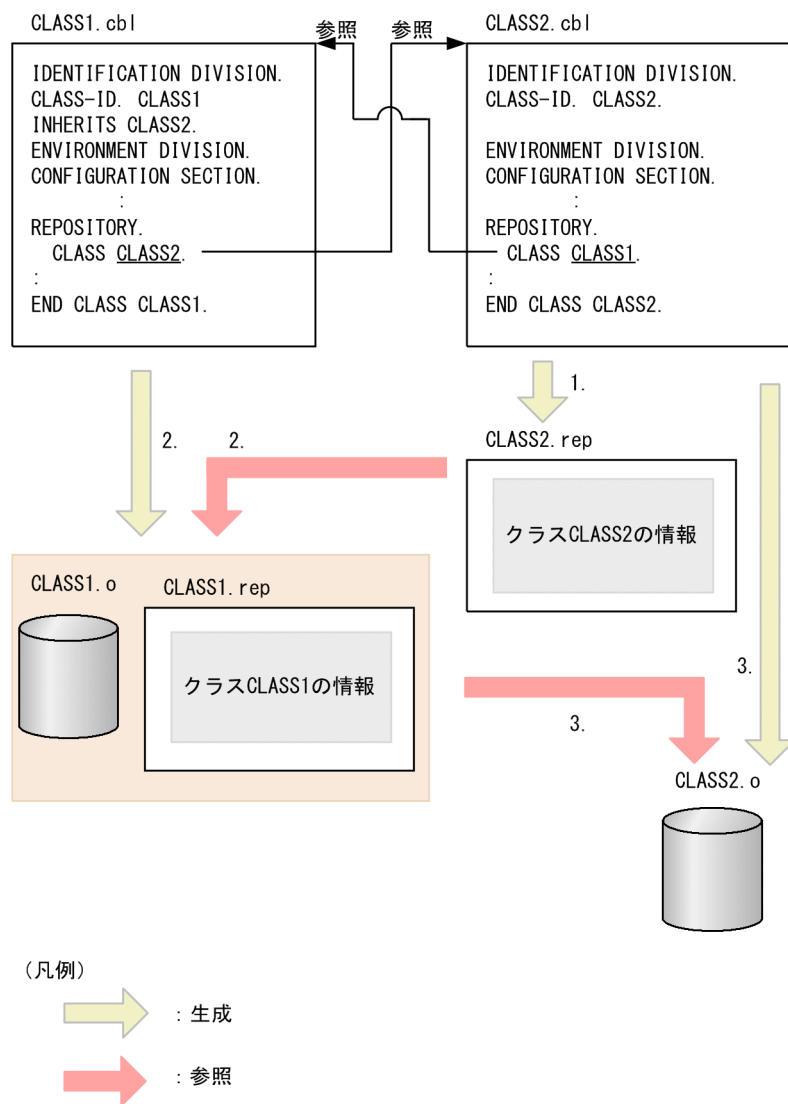 CLASS1.cbl
参照
参照
CLASS2.cbl
IDENTIFICATION DIVISION.
CLASS-ID. CLASS1
INHERITS CLASS2.
ENVIRONMENT DIVISION.
CONFIGURATION SECTION.
:
REPOSITORY.
CLASS CLASS2.
:
END CLASS CLASS1.
IDENTIFICATION DIVISION.
CLASS-ID. CLASS2.
ENVIRONMENT DIVISION.
CONFIGURATION SECTION.
:
REPOSITORY.
CLASS CLASS1.
:
END CLASS CLASS2.
1.
2.
2.
CLASS2.rep
クラスCLASS2の情報
CLASS1.o
CLASS1.rep
クラスCLASS1の情報
3.
3.
CLASS2.o
(凡例)
: 生成
: 参照